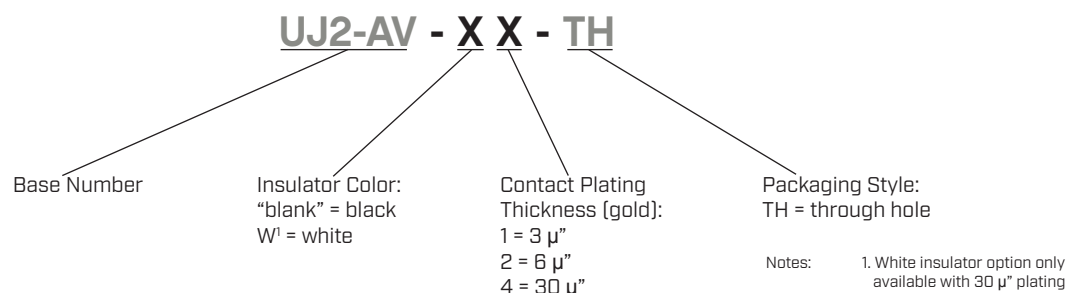 UJ2-AV - X X - TH
Base Number
Insulator Color:
“blank” = black
W¹ = white
Contact Plating
Thickness (gold):
1 = 3 µ”
2 = 6 µ”
4 = 30 µ”
Packaging Style:
TH = through hole
Notes: 1. White insulator option only
available with 30 µ” plating